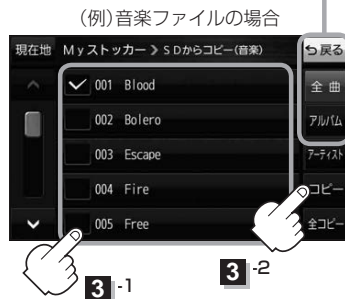 (例)音楽ファイルの場合
現在地 Myストッカー》SDからコピー(音楽) 戻る
001 Blood
全曲
002 Bolero
アルバム
003 Escape
アーティスト
004 Fire
コピー
005 Free
全コピー
3-1
3-2